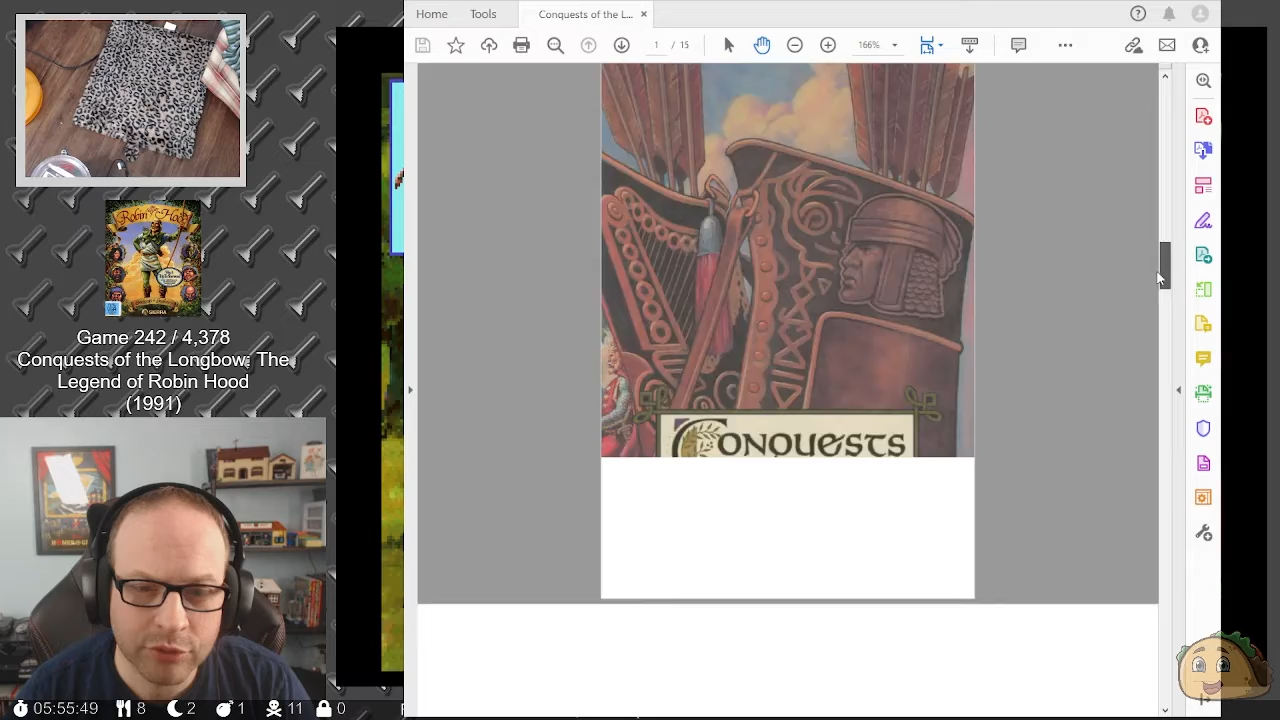 Home Tools Conquests of the L... ×
1 / 15 166%
Robin Hood
SIERRA
Game 242 / 4,378
Conquests of the Longbow: The
Legend of Robin Hood
(1991)
CONQUESTS
05:55:49 8 2 1 11 0